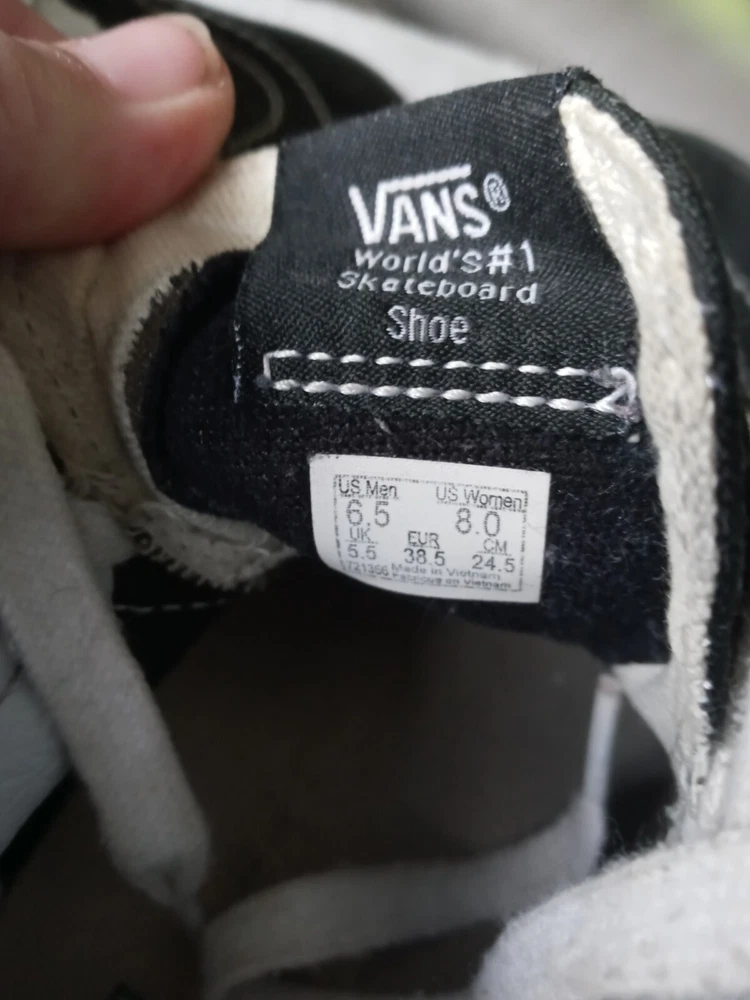 VANS®
World's #1
Skateboard
Shoe
US Men US Women
6.5 8.0
UK EUR CM
5.5 38.5 24.5
721356 Made in Vietnam